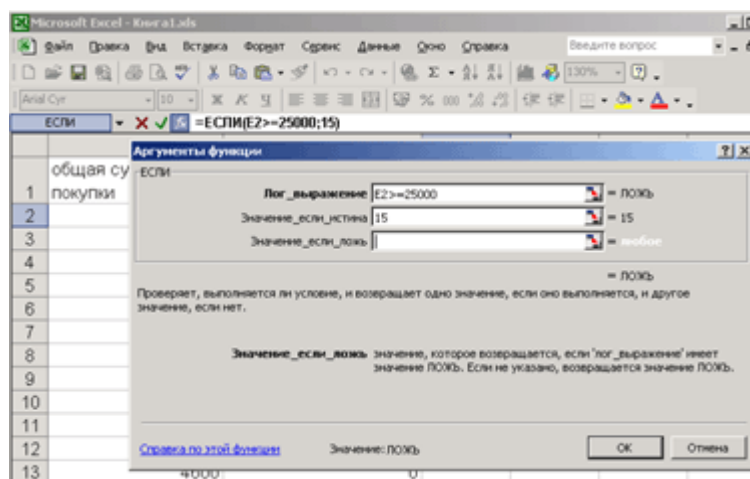 Microsoft Excel - Книга1.xls
Файл Правка Вид Вставка Формат Сервис Данные Окно Справка Введите вопрос
130%
Arial Cyr 10 Ж К Ч % 000
ЕСЛИ =ЕСЛИ(E2>=25000;15)
Аргументы функции
общая су
1 покупки
ЕСЛИ
Лог_выражение E2>=25000 = ЛОЖЬ
2
Значение_если_истина 15 = 15
3
Значение_если_ложь = любое
4
= ЛОЖЬ
5
Проверяет, выполняется ли условие, и возвращает одно значение, если оно выполняется, и другое
6
значение, если нет.
7
8
Значение_если_ложь значение, которое возвращается, если 'лог_выражение' имеет
значение ЛОЖЬ. Если не указано, возвращается значение ЛОЖЬ.
9
10
11
12
Справка по этой функции Значение:ЛОЖЬ OK Отмена
13 4600 0